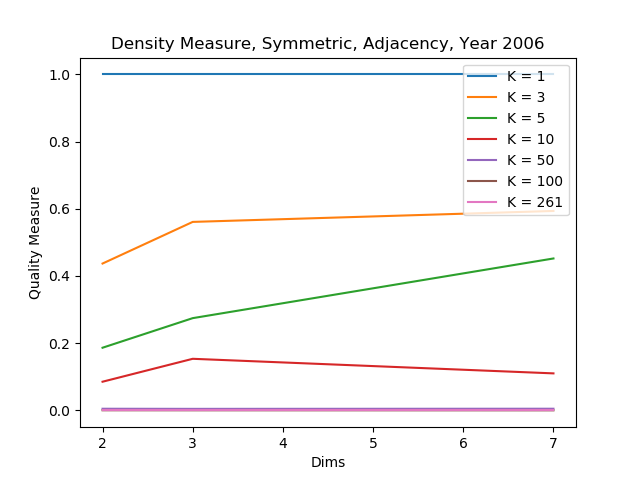 Density Measure, Symmetric, Adjacency, Year 2006
Quality Measure
1.0
0.8
0.6
0.4
0.2
0.0
K = 1
K = 3
K = 5
K = 10
K = 50
K = 100
K = 261
2 3 4 5 6 7
Dims